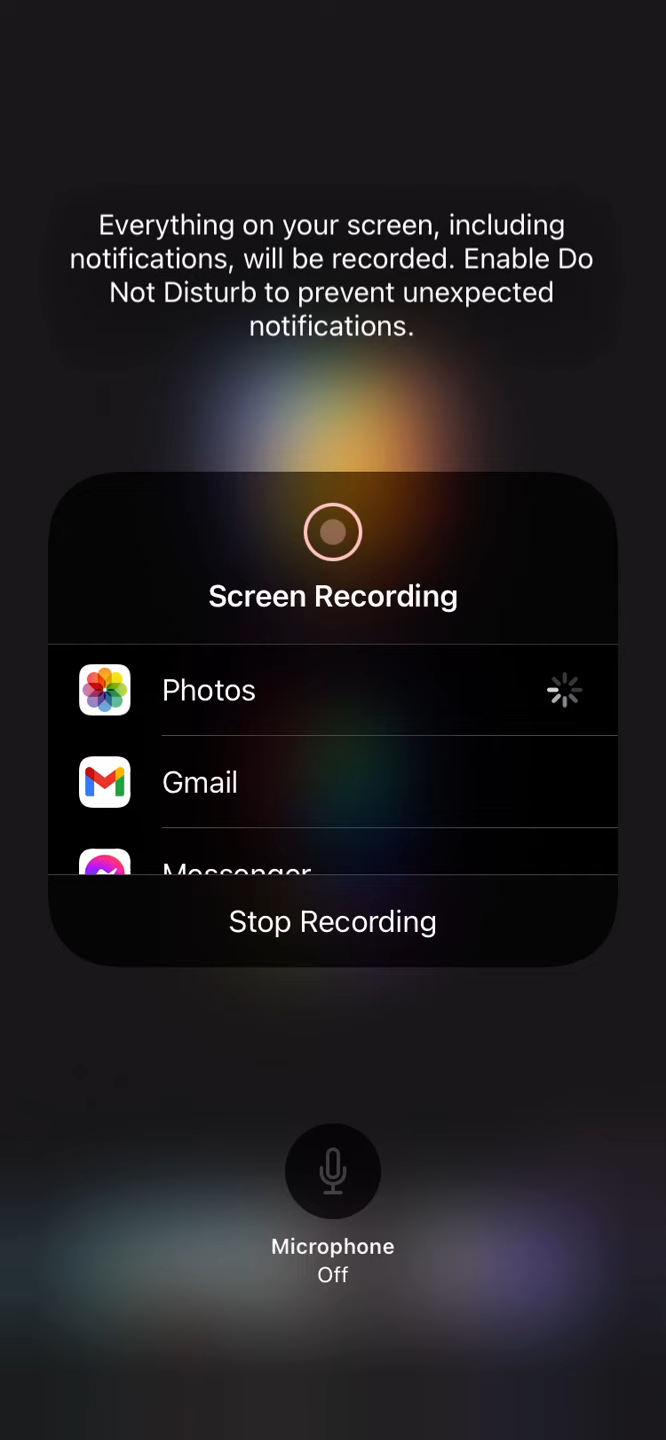 Everything on your screen, including
notifications, will be recorded. Enable Do
Not Disturb to prevent unexpected
notifications.
Screen Recording
Photos
Gmail
Messenger
Stop Recording
Microphone
Off